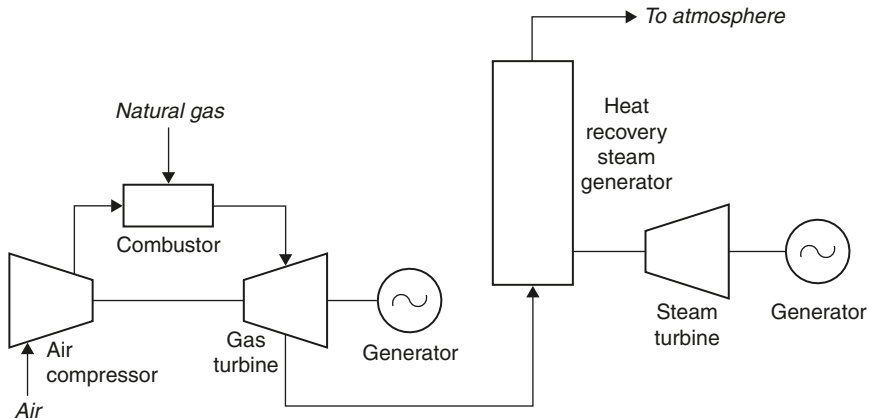 To atmosphere
Natural gas
Heat
recovery
steam
generator
Combustor
Steam
turbine
Generator
Gas
turbine
Generator
Air
compressor
Air